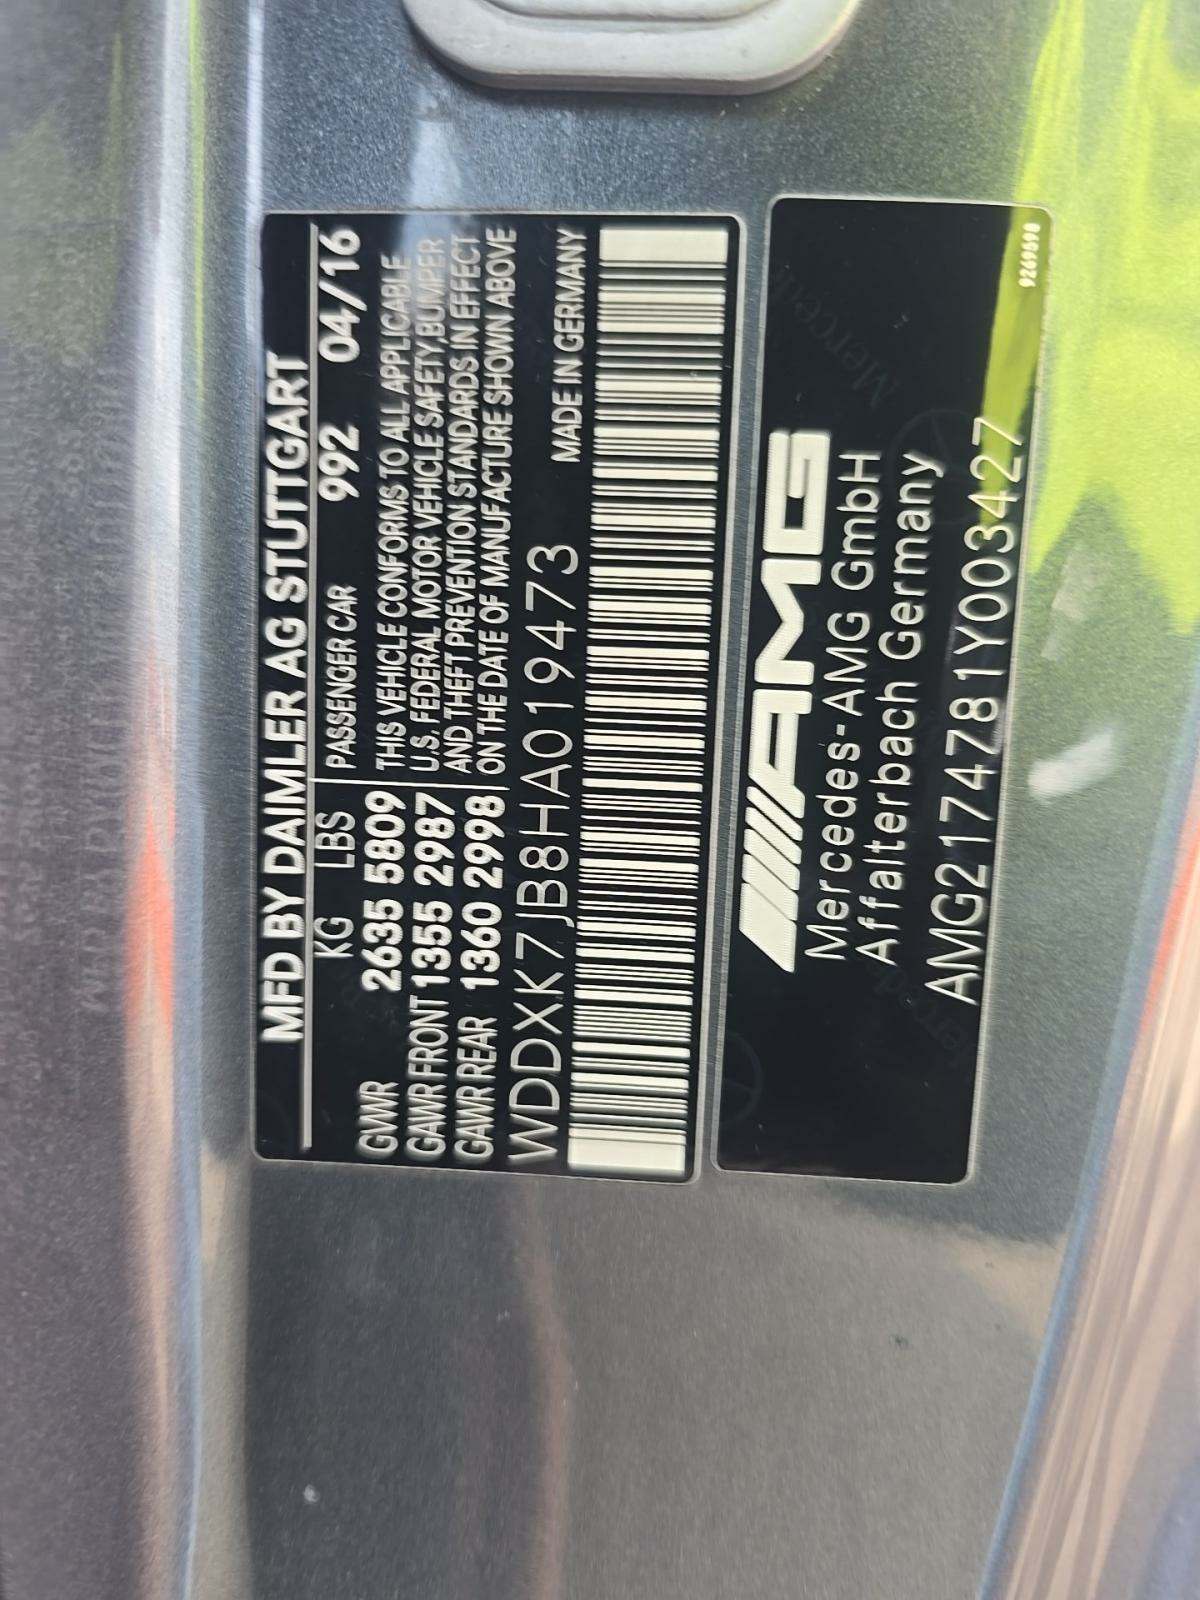 MFD BY DAIMLER AG STUTTGART
KG LBS PASSENGER CAR 992 04/16
GWR 2635 5809 THIS VEHICLE CONFORMS TO ALL APPLICABLE
GAWR FRONT 1355 2987 U.S. FEDERAL MOTOR VEHICLE SAFETY,BUMPER
GAWR REAR 1360 2998 AND THEFT PREVENTION STANDARDS IN EFFECT
ON THE DATE OF MANUFACTURE SHOWN ABOVE
WDDXK7JB8HA019473 MADE IN GERMANY
AMG
Mercedes-AMG GmbH
Affalterbach Germany
AMG2174781Y003427
9269698